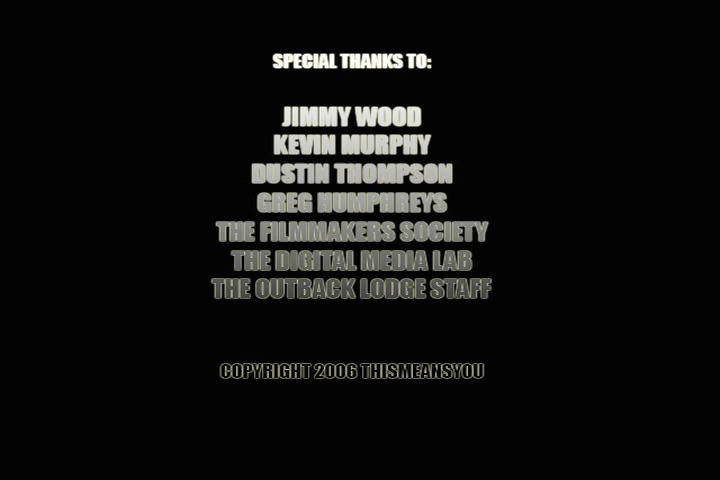 SPECIAL THANKS TO:
JIMMY WOOD
KEVIN MURPHY
DUSTIN THOMPSON
GREG HUMPHREYS
THE FILMMAKERS SOCIETY
THE DIGITAL MEDIA LAB
THE OUTBACK LODGE STAFF
COPYRIGHT 2006 THISMEANSYOU